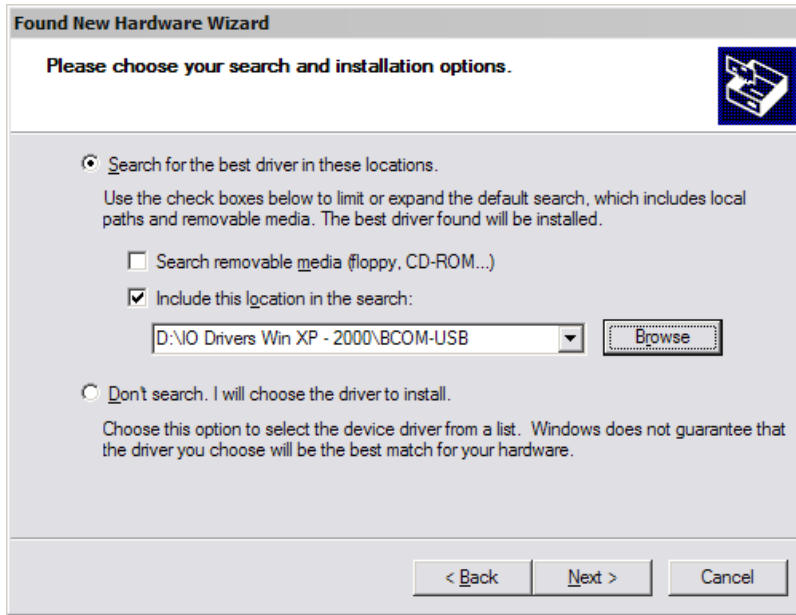 Found New Hardware Wizard
Please choose your search and installation options.
Search for the best driver in these locations.
Use the check boxes below to limit or expand the default search, which includes local
paths and removable media. The best driver found will be installed.
Search removable media (floppy, CD-ROM...)
Include this location in the search:
D:\IO Drivers Win XP - 2000\BCOM-USB
Browse
Don't search. I will choose the driver to install.
Choose this option to select the device driver from a list. Windows does not guarantee that
the driver you choose will be the best match for your hardware.
< Back Next > Cancel